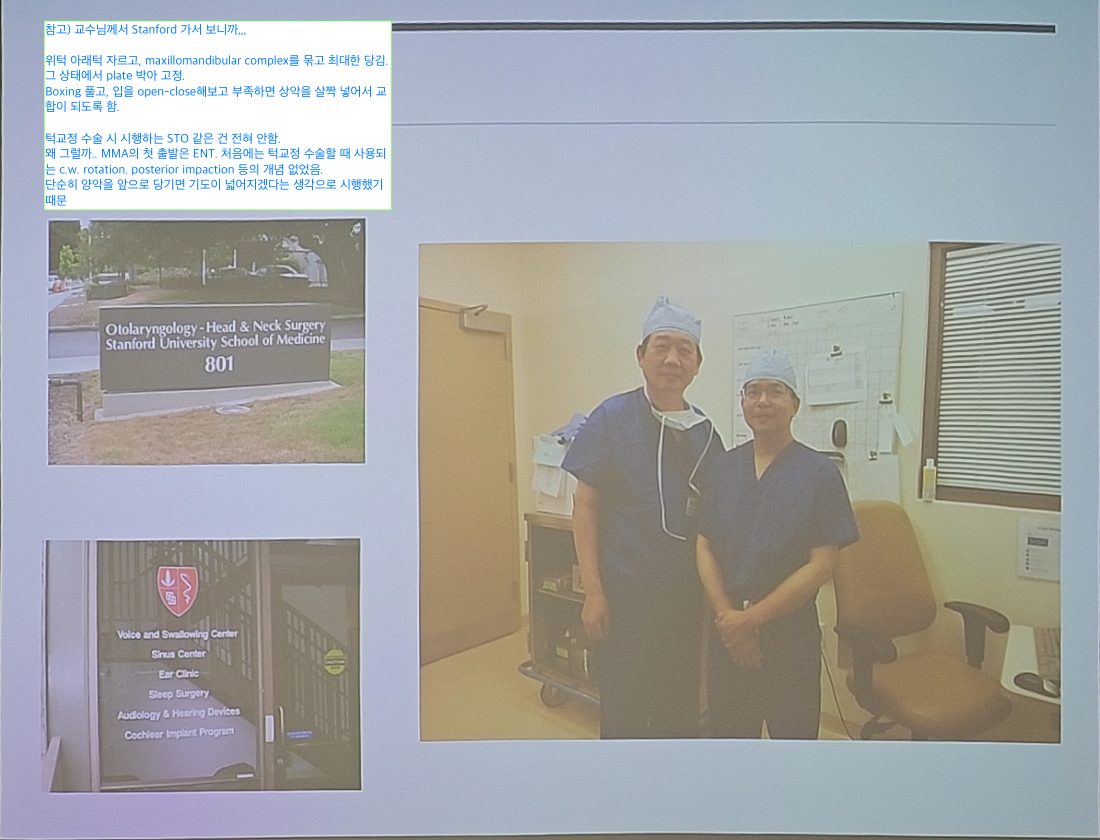 참고) 교수님께서 Stanford 가서 보니까,,,
위턱 아래턱 자르고, maxillomandibular complex를 묶고 최대한 당김.
그 상태에서 plate 박아 고정.
Boxing 풀고, 입을 open-close해보고 부족하면 상악을 살짝 넣어서 교
합이 되도록 함.
턱교정 수술 시 시행하는 STO 같은 건 전혀 안함.
왜 그럴까.. MMA의 첫 출발은 ENT. 처음에는 턱교정 수술할 때 사용되
는 c.w. rotation, posterior impaction 등의 개념 없었음.
단순히 양악을 앞으로 당기면 기도이 넓어지겠다는 생각으로 시행했기
때문
Otolaryngology - Head & Neck Surgery
Stanford University School of Medicine
801
Voice and Swallowing Center
Sinus Center
Ear Clinic
Sleep Surgery
Audiology & Hearing Devices
Cochlear Implant Program
CAUTION